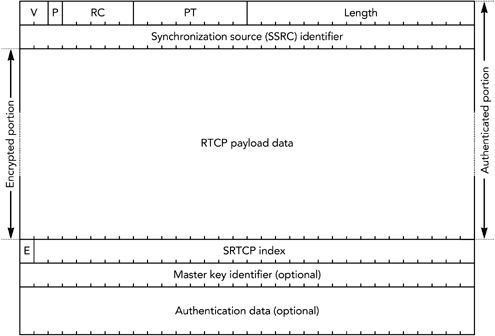 V P RC PT Length
Synchronization source (SSRC) identifier
Encrypted portion
RTCP payload data
Authenticated portion
E SRTCP index
Master key identifier (optional)
Authentication data (optional)